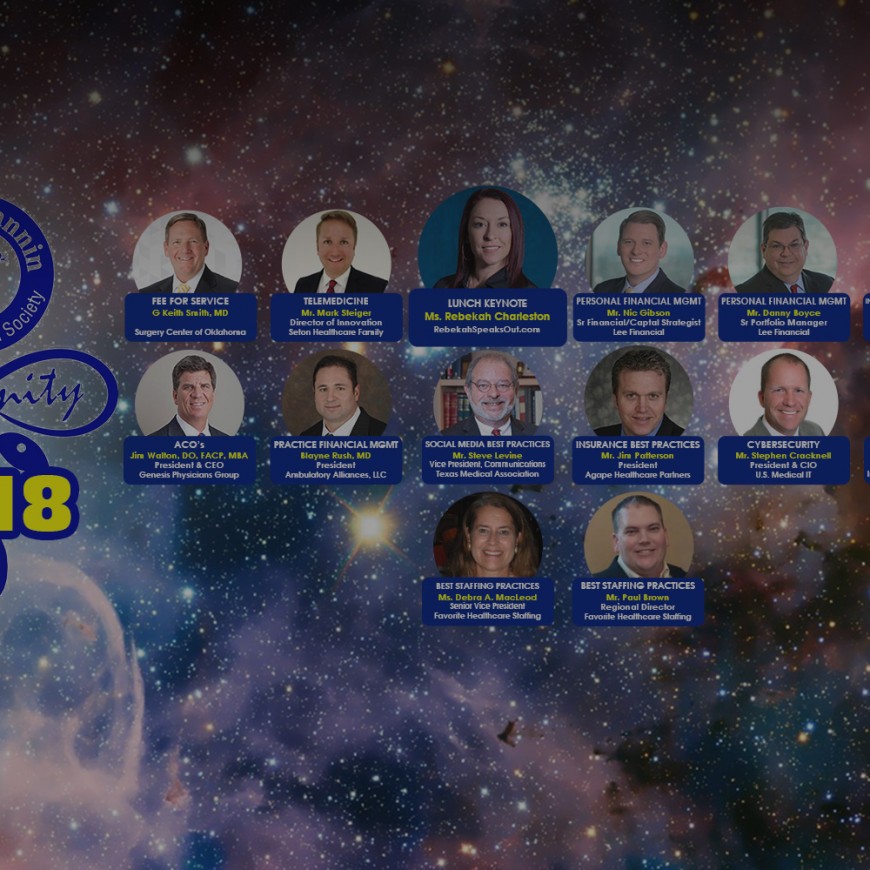 annin
Society
nity
18
FEE FOR SERVICE
G Keith Smith, MD
Surgery Center of Oklahoma
TELEMEDICINE
Mr. Mark Steiger
Director of Innovation
Seton Healthcare Family
LUNCH KEYNOTE
Ms. Rebekah Charleston
RebekahSpeaksOut.com
PERSONAL FINANCIAL MGMT
Mr. Nic Gibson
Sr Financial/Captal Strategist
Lee Financial
PERSONAL FINANCIAL MGMT
Mr. Danny Boyce
Sr Portfolio Manager
Lee Financial
ACO's
Jim Walton, DO, FACP, MBA
President & CEO
Genesis Physicians Group
PRACTICE FINANCIAL MGMT
Blayne Rush, MD
President
Ambulatory Alliances, LLC
SOCIAL MEDIA BEST PRACTICES
Mr. Steve Levine
Vice President, Communications
Texas Medical Association
INSURANCE BEST PRACTICES
Mr. Jim Patterson
President
Agape Healthcare Partners
CYBERSECURITY
Mr. Stephen Cracknell
President & CIO
U.S. Medical IT
BEST STAFFING PRACTICES
Ms. Debra A. MacLeod
Senior Vice President
Favorite Healthcare Staffing
BEST STAFFING PRACTICES
Mr. Paul Brown
Regional Director
Favorite Healthcare Staffing